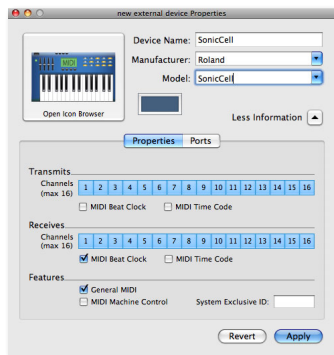 new external device Properties
Device Name: SonicCell
Manufacturer: Roland
Model: SonicCell
MIDI
Open Icon Browser
Less Information
Properties Ports
Transmits
Channels (max 16) 1 2 3 4 5 6 7 8 9 10 11 12 13 14 15 16
MIDI Beat Clock MIDI Time Code
Receives
Channels (max 16) 1 2 3 4 5 6 7 8 9 10 11 12 13 14 15 16
MIDI Beat Clock MIDI Time Code
Features
General MIDI
MIDI Machine Control System Exclusive ID:
Revert Apply